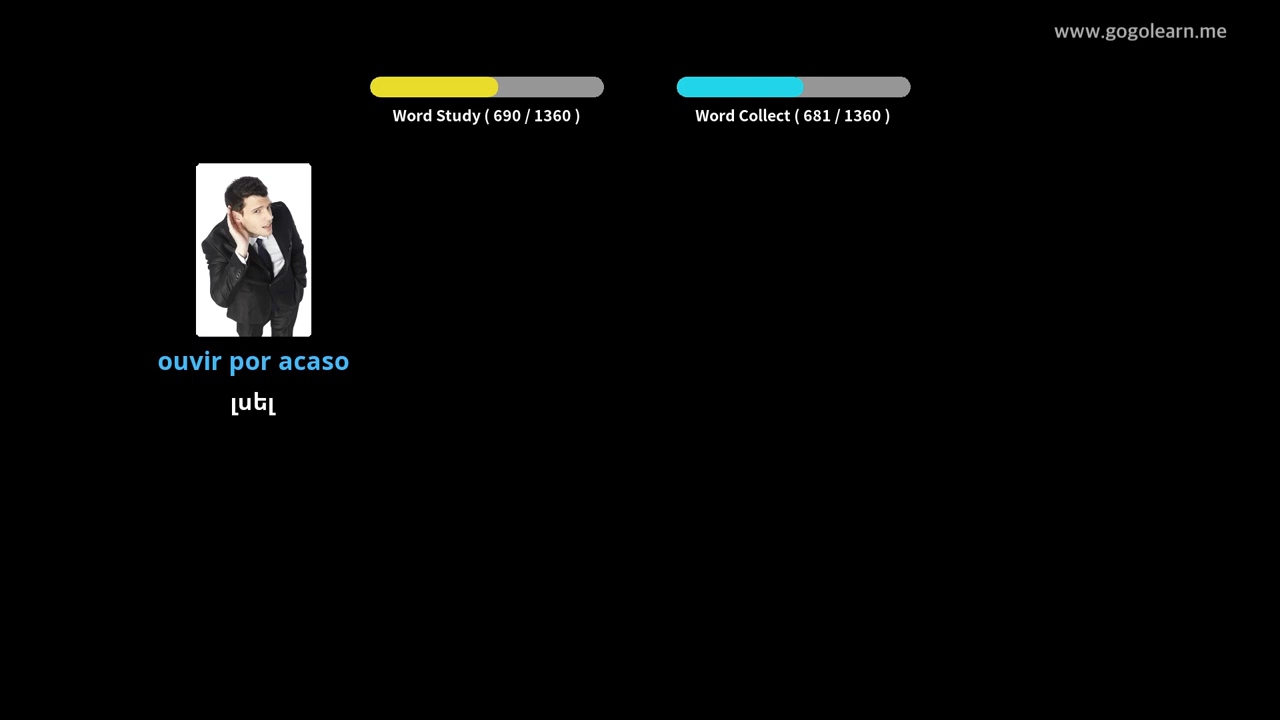 www.gogolearn.me
Word Study ( 690 / 1360 )
Word Collect ( 681 / 1360 )
ouvir por acaso
լսել